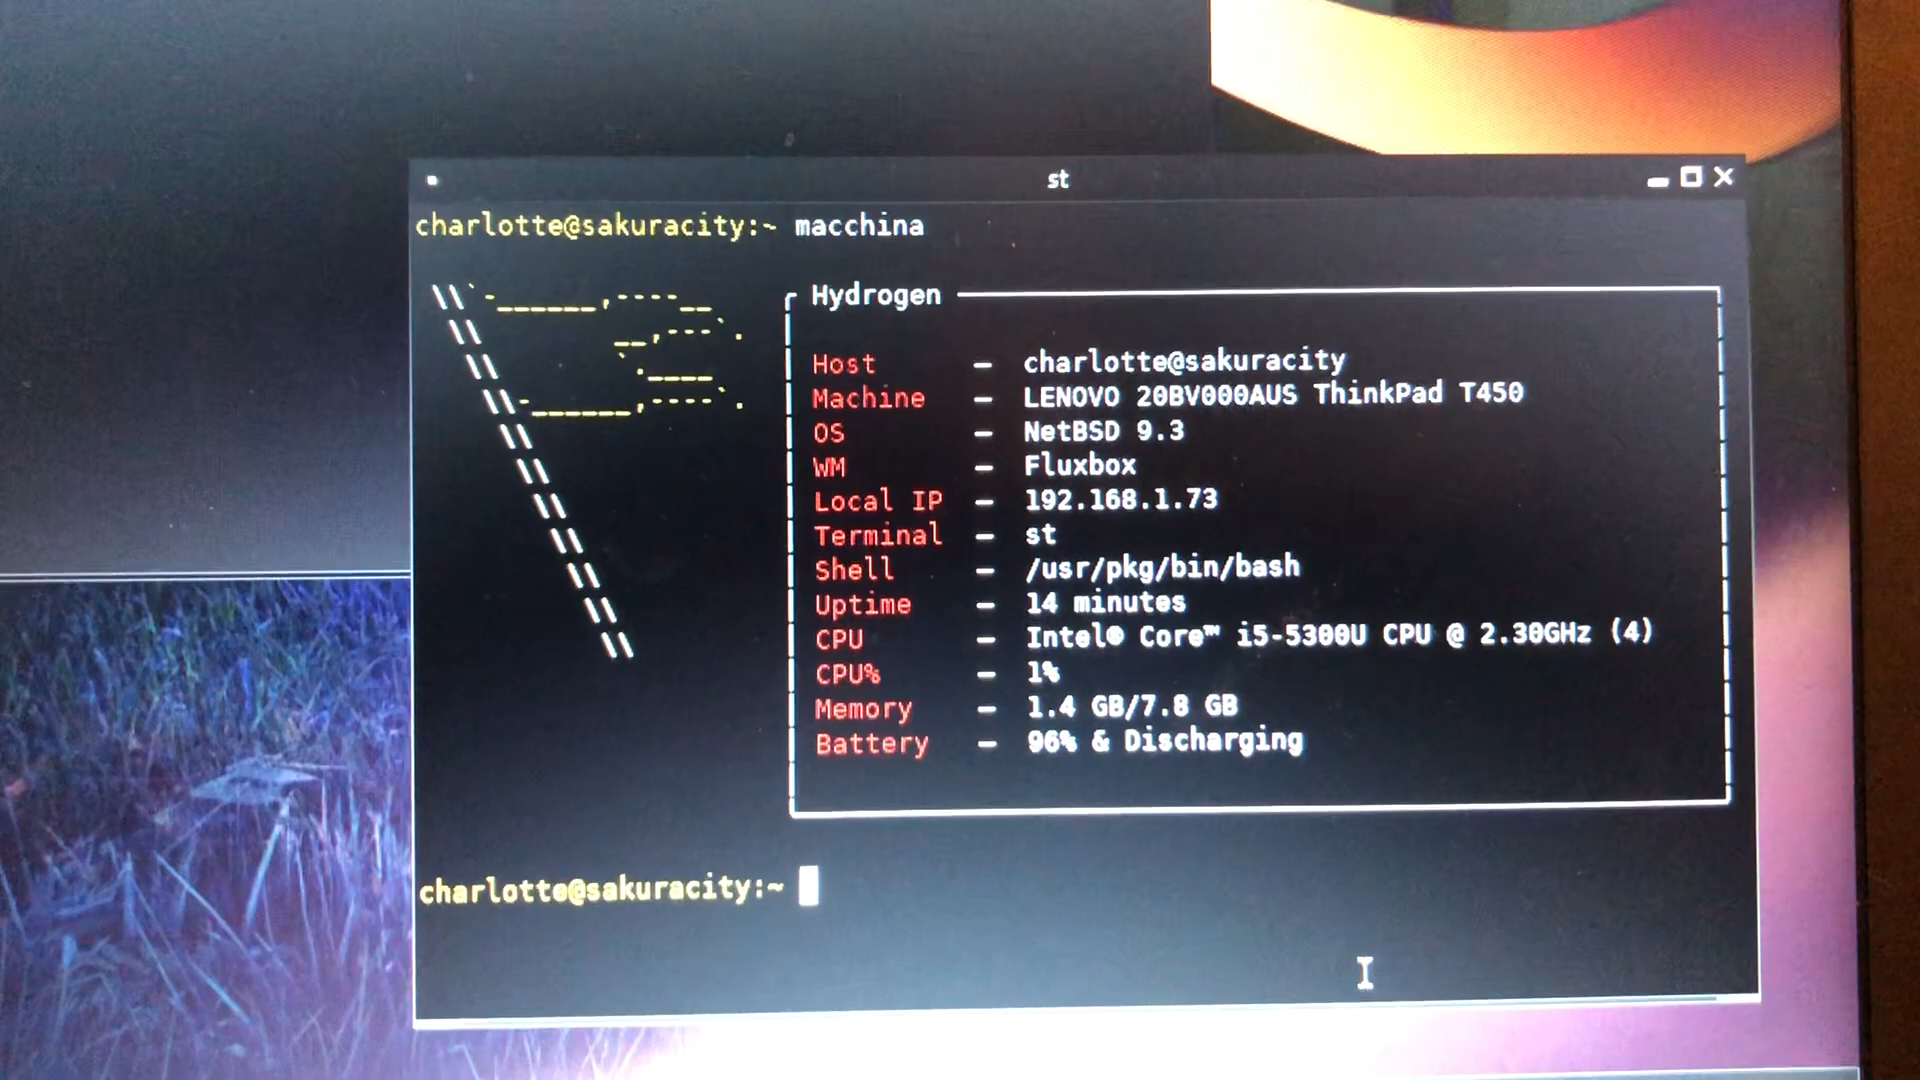 st
charlotte@sakuracity:~ macchina
Hydrogen
Host — charlotte@sakuracity
Machine — LENOVO 20BV000AUS ThinkPad T450
OS — NetBSD 9.3
WM — Fluxbox
Local IP — 192.168.1.73
Terminal — st
Shell — /usr/pkg/bin/bash
Uptime — 14 minutes
CPU — Intel® Core™ i5-5300U CPU @ 2.30GHz (4)
CPU% — 1%
Memory — 1.4 GB/7.8 GB
Battery — 96% & Discharging
charlotte@sakuracity:~